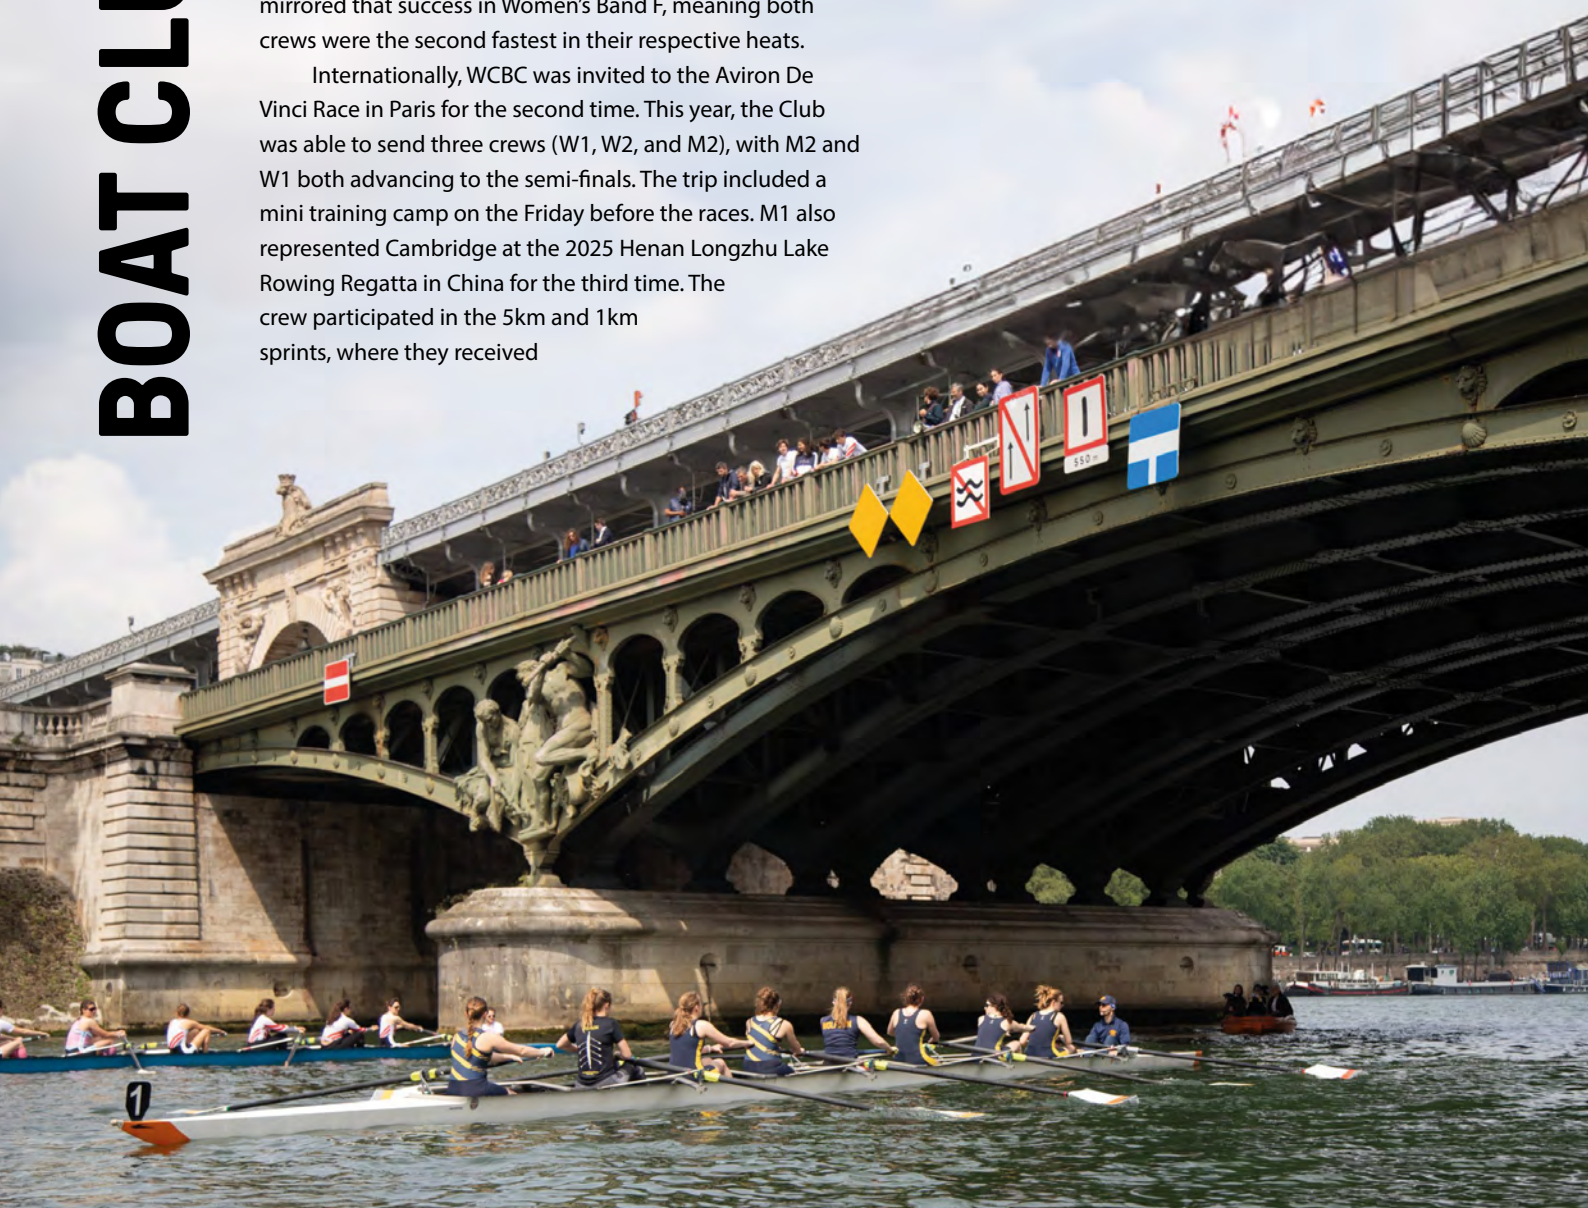 BOAT CLU
mirrored that success in Women's Band F, meaning both
crews were the second fastest in their respective heats.
Internationally, WCBC was invited to the Aviron De
Vinci Race in Paris for the second time. This year, the Club
was able to send three crews (W1, W2, and M2), with M2 and
W1 both advancing to the semi-finals. The trip included a
mini training camp on the Friday before the races. M1 also
represented Cambridge at the 2025 Henan Longzhu Lake
Rowing Regatta in China for the third time. The
crew participated in the 5km and 1km
sprints, where they received
550 m
1